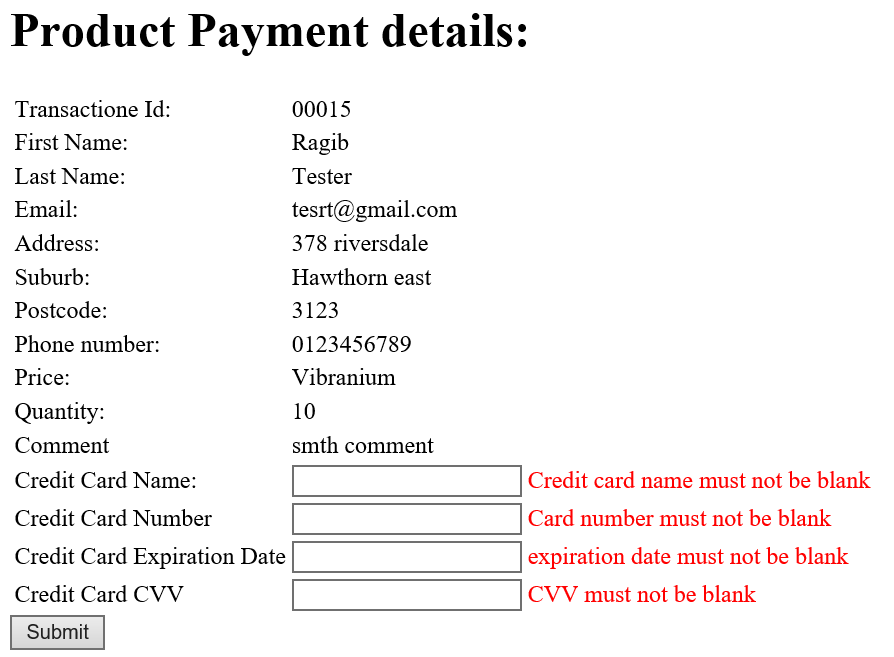 Product Payment details:
Transactione Id: 00015
First Name: Ragib
Last Name: Tester
Email: tesrt@gmail.com
Address: 378 riversdale
Suburb: Hawthorn east
Postcode: 3123
Phone number: 0123456789
Price: Vibranium
Quantity: 10
Comment smth comment
Credit Card Name: Credit card name must not be blank
Credit Card Number Card number must not be blank
Credit Card Expiration Date expiration date must not be blank
Credit Card CVV CVV must not be blank
Submit